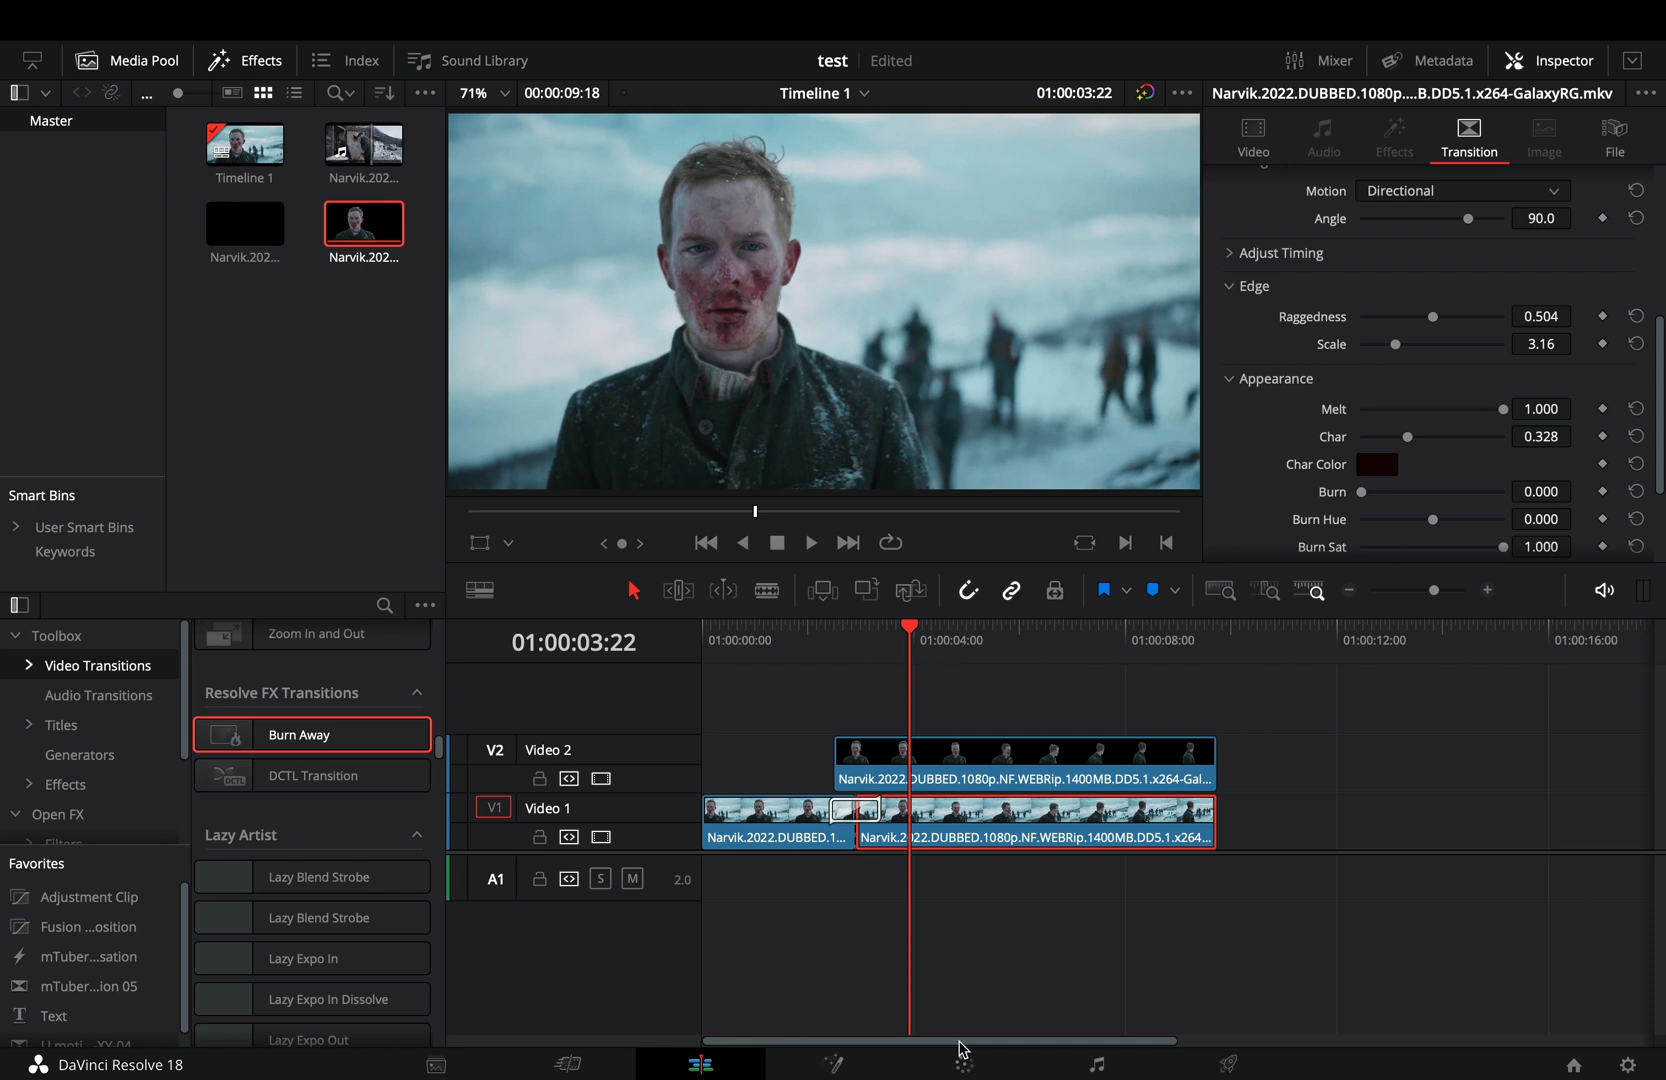 Media Pool
Effects
Index
Sound Library
test
Edited
Mixer
Metadata
Inspector
...
71%
00:00:09:18
Timeline 1
01:00:03:22
Narvik.2022.DUBBED.1080p....B.DD5.1.x264-GalaxyRG.mkv
Master
Timeline 1
Narvik.202...
Narvik.202...
Narvik.202...
Smart Bins
User Smart Bins
Keywords
Video
Audio
Effects
Transition
Image
File
Motion
Directional
Angle
90.0
Adjust Timing
Edge
Raggedness
0.504
Scale
3.16
Appearance
Melt
1.000
Char
0.328
Char Color
Burn
0.000
Burn Hue
0.000
Burn Sat
1.000
Toolbox
Video Transitions
Audio Transitions
Titles
Generators
Effects
Open FX
Favorites
Adjustment Clip
Fusion ...osition
mTuber...sation
mTuber...ion 05
Text
Zoom In and Out
Resolve FX Transitions
Burn Away
DCTL
DCTL Transition
Lazy Artist
Lazy Blend Strobe
Lazy Blend Strobe
Lazy Expo In
Lazy Expo In Dissolve
Lazy Expo Out
01:00:03:22
01:00:00:00
01:00:04:00
01:00:08:00
01:00:12:00
01:00:16:00
V2
Video 2
Narvik.2022.DUBBED.1080p.NF.WEBRip.1400MB.DD5.1.x264-Gal...
V1
Video 1
Narvik.2022.DUBBED.1...
Narvik.2022.DUBBED.1080p.NF.WEBRip.1400MB.DD5.1.x264...
A1
S
M
2.0
DaVinci Resolve 18